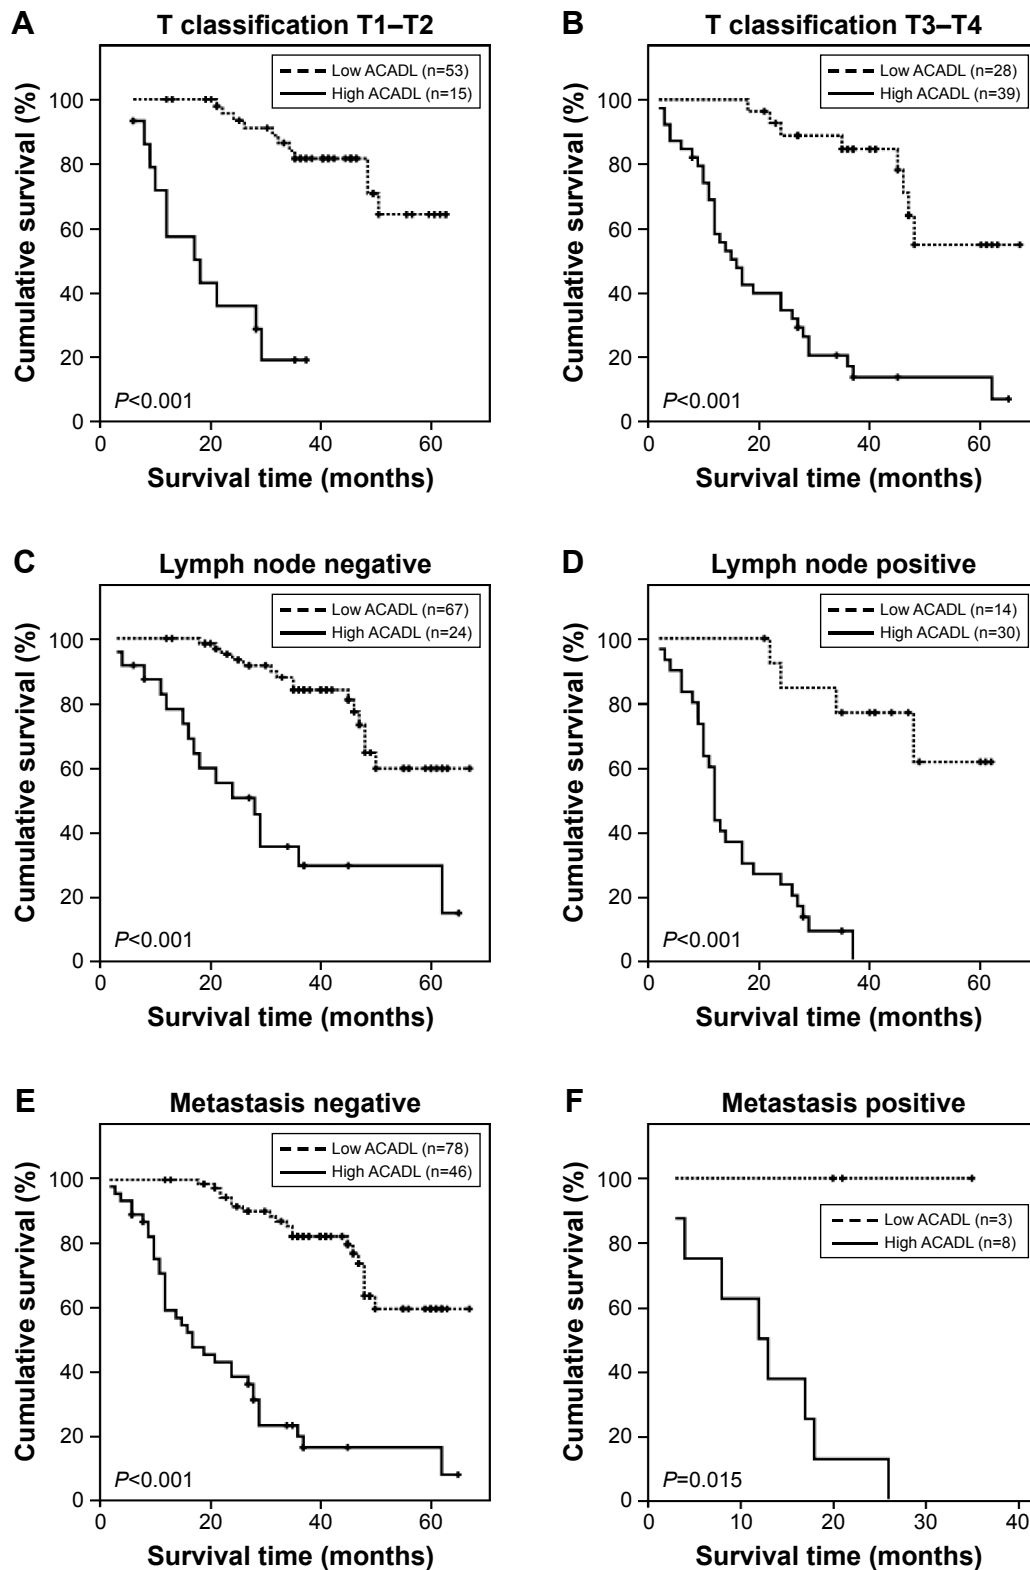 A
T classification T1–T2
Low ACADL (n=53)
High ACADL (n=15)
Cumulative survival (%)
100
80
60
40
20
0
P<0.001
0 20 40 60
Survival time (months)
B
T classification T3–T4
Low ACADL (n=28)
High ACADL (n=39)
Cumulative survival (%)
100
80
60
40
20
0
P<0.001
0 20 40 60
Survival time (months)
C
Lymph node negative
Low ACADL (n=67)
High ACADL (n=24)
Cumulative survival (%)
100
80
60
40
20
0
P<0.001
0 20 40 60
Survival time (months)
D
Lymph node positive
Low ACADL (n=14)
High ACADL (n=30)
Cumulative survival (%)
100
80
60
40
20
0
P<0.001
0 20 40 60
Survival time (months)
E
Metastasis negative
Low ACADL (n=78)
High ACADL (n=46)
Cumulative survival (%)
100
80
60
40
20
0
P<0.001
0 20 40 60
Survival time (months)
F
Metastasis positive
Low ACADL (n=3)
High ACADL (n=8)
Cumulative survival (%)
100
80
60
40
20
0
P=0.015
0 10 20 30 40
Survival time (months)